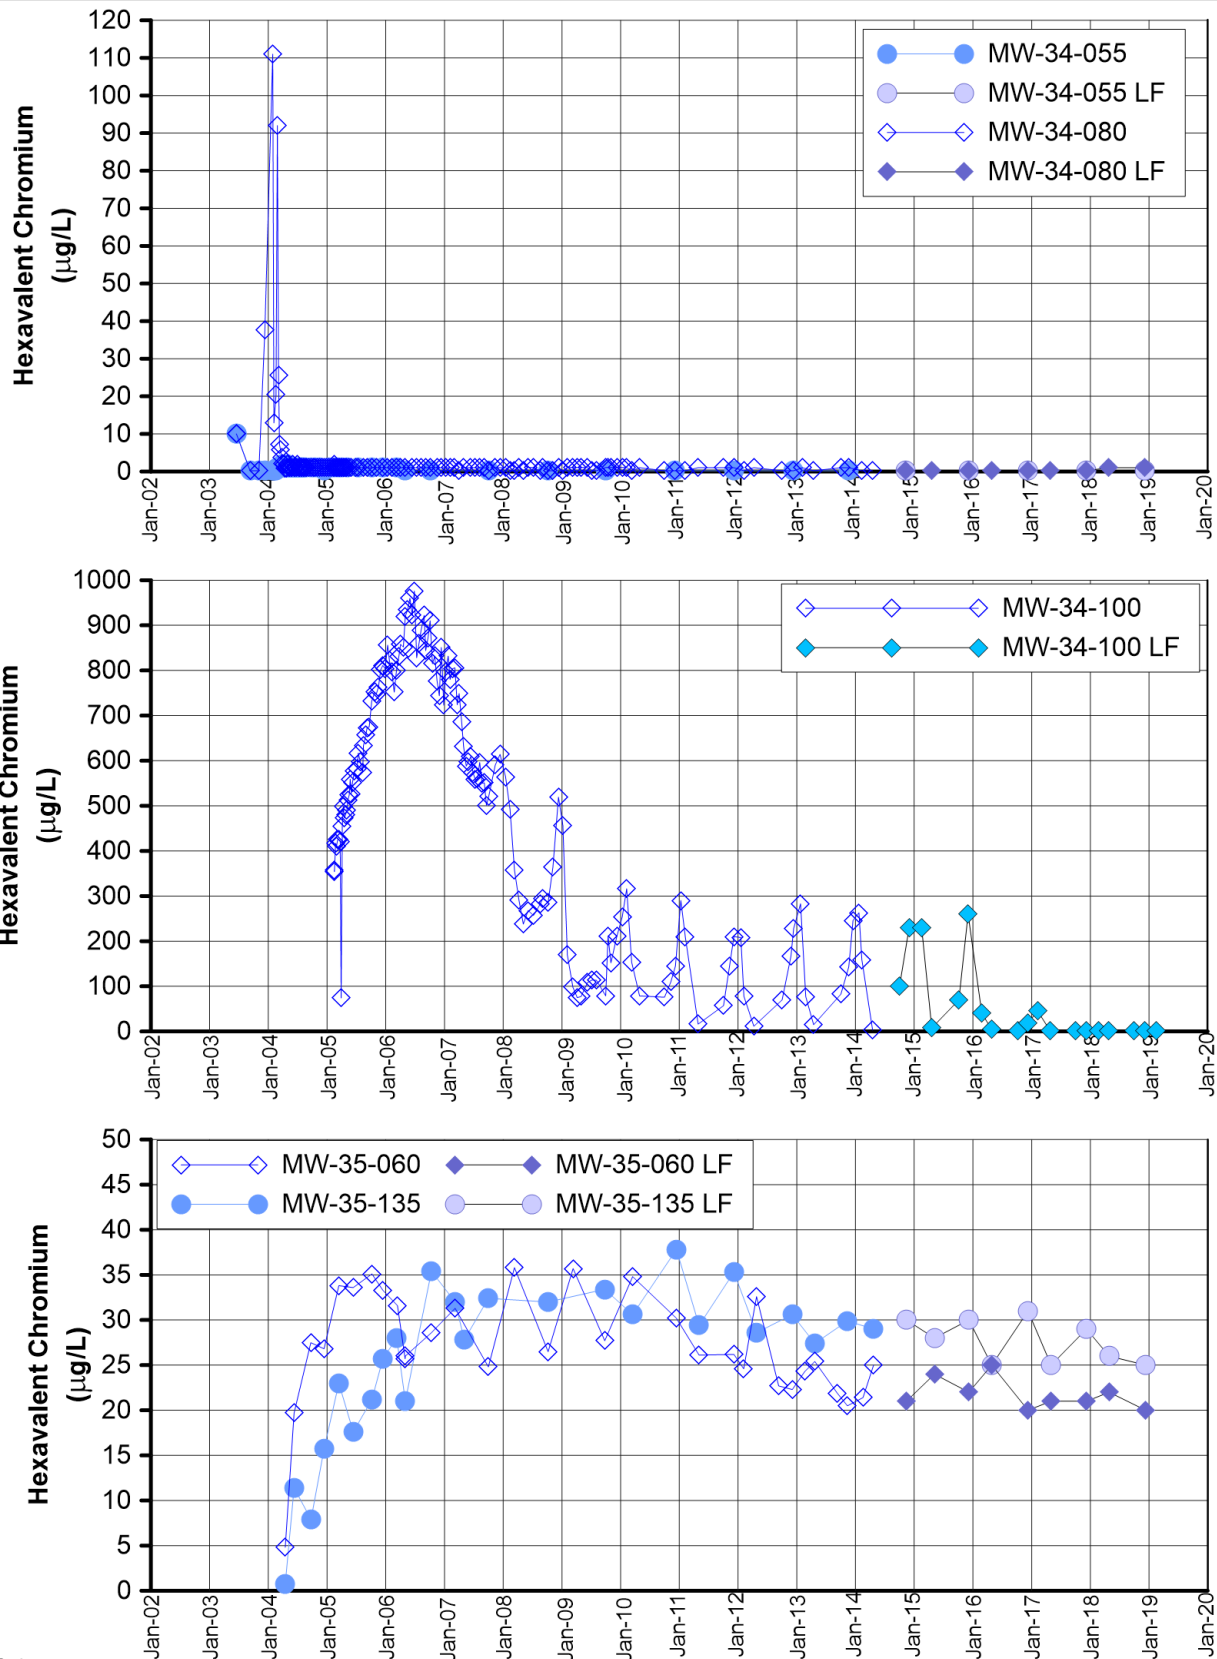 Hexavalent Chromium
(μg/L)
120
110
100
90
80
70
60
50
40
30
20
10
0
MW-34-055
MW-34-055 LF
MW-34-080
MW-34-080 LF
Jan-02
Jan-03
Jan-04
Jan-05
Jan-06
Jan-07
Jan-08
Jan-09
Jan-10
Jan-11
Jan-12
Jan-13
Jan-14
Jan-15
Jan-16
Jan-17
Jan-18
Jan-19
Jan-20
Hexavalent Chromium
(μg/L)
1000
900
800
700
600
500
400
300
200
100
0
MW-34-100
MW-34-100 LF
Jan-02
Jan-03
Jan-04
Jan-05
Jan-06
Jan-07
Jan-08
Jan-09
Jan-10
Jan-11
Jan-12
Jan-13
Jan-14
Jan-15
Jan-16
Jan-17
Jan-18
Jan-19
Jan-20
Hexavalent Chromium
(μg/L)
50
45
40
35
30
25
20
15
10
5
0
MW-35-060 MW-35-060 LF
MW-35-135 MW-35-135 LF
Jan-02
Jan-03
Jan-04
Jan-05
Jan-06
Jan-07
Jan-08
Jan-09
Jan-10
Jan-11
Jan-12
Jan-13
Jan-14
Jan-15
Jan-16
Jan-17
Jan-18
Jan-19
Jan-20